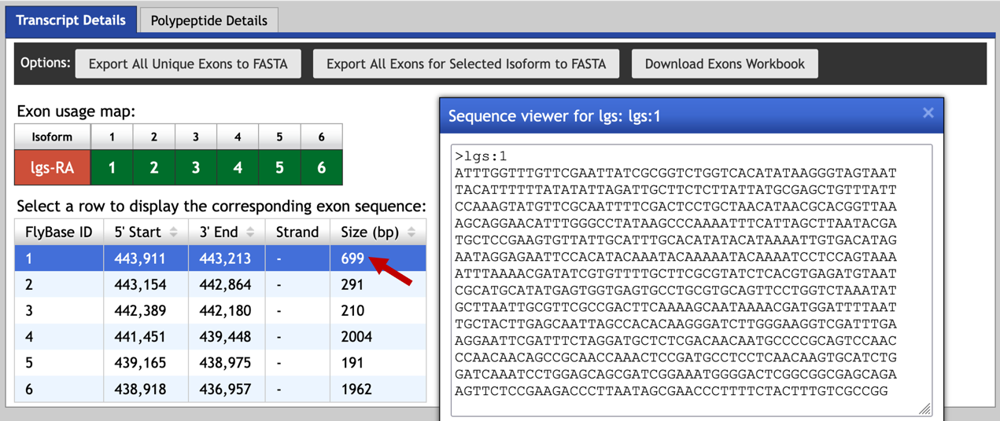 Transcript Details Polypeptide Details
Options: Export All Unique Exons to FASTA Export All Exons for Selected Isoform to FASTA Download Exons Workbook
Exon usage map:
Isoform 1 2 3 4 5 6
lgs-RA 1 2 3 4 5 6
Select a row to display the corresponding exon sequence:
FlyBase ID 5' Start 3' End Strand Size (bp)
1 443,911 443,213 - 699
2 443,154 442,864 - 291
3 442,389 442,180 - 210
4 441,451 439,448 - 2004
5 439,165 438,975 - 191
6 438,918 436,957 - 1962
Sequence viewer for lgs: lgs:1 ×
>lgs:1
ATTTGGTTTGTTCGAATTATCGCGGTCTGGTCACATATAAGGGTAGTAAT
TACATTTTTTATATATTAGATTGCTTCTCTTATTATGCGAGCTGTTTATT
CCAAAGTATGTTCGCAATTTTCGACTCCTGCTAACATAACGCACGGTTAA
AGCAGGAACATTTGGGCCTATAAGCCCAAAATTTCATTAGCTTAATACGA
TGCTCCGAAGTGTTATTGCATTTGCACATATACATAAAATTGTGACATAG
AATAGGAGAATTCCACATACAAATACAAAAATACAAAATCCTCCAGTAAA
ATTTAAAACGATATCGTGTTTTGCTTCGCGTATCTCACGTGAGATGTAAT
CGCATGCATATGAGTGGTGAGTGCCTGCGTGCAGTTCCTGGTCTAAATAT
GCTTAATTGCGTTCGCCGACTTCAAAAGCAATAAAACGATGGATTTTAAT
TGCTACTTGAGCAATTAGCCACACAAGGGATCTTGGGAAGGTCGATTTGA
AGGAATTCGATTTCTAGGATGCTCTCGACAACAATGCCCCGCAGTCCAAC
CCAACAACAGCCGCAACCAAACTCCGATGCCTCCTCAACAAGTGCATCTG
GATCAAATCCTGGAGCAGCGATCGGAAATGGGGACTCGGCGGCGAGCAGA
AGTTCTCCGAAGACCCTTAATAGCGAACCCTTTTCTACTTTGTCGCCGG